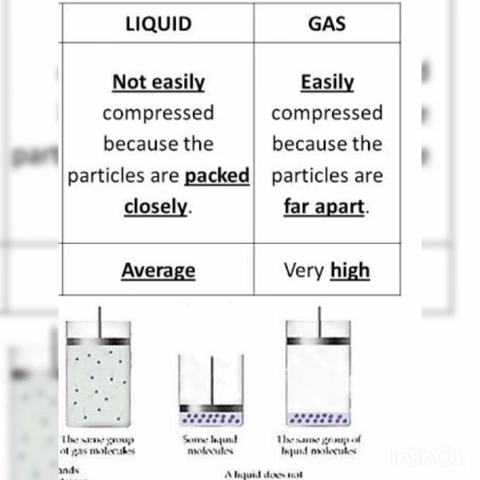 LIQUID
GAS
Not easily
compressed
because the
particles are packed
closely.
Easily
compressed
because the
particles are
far apart.
Average
Very high
The same group
of gas molecules
Some liquid
molecules
The same group of
liquid molecules
A liquid does not
InShOt